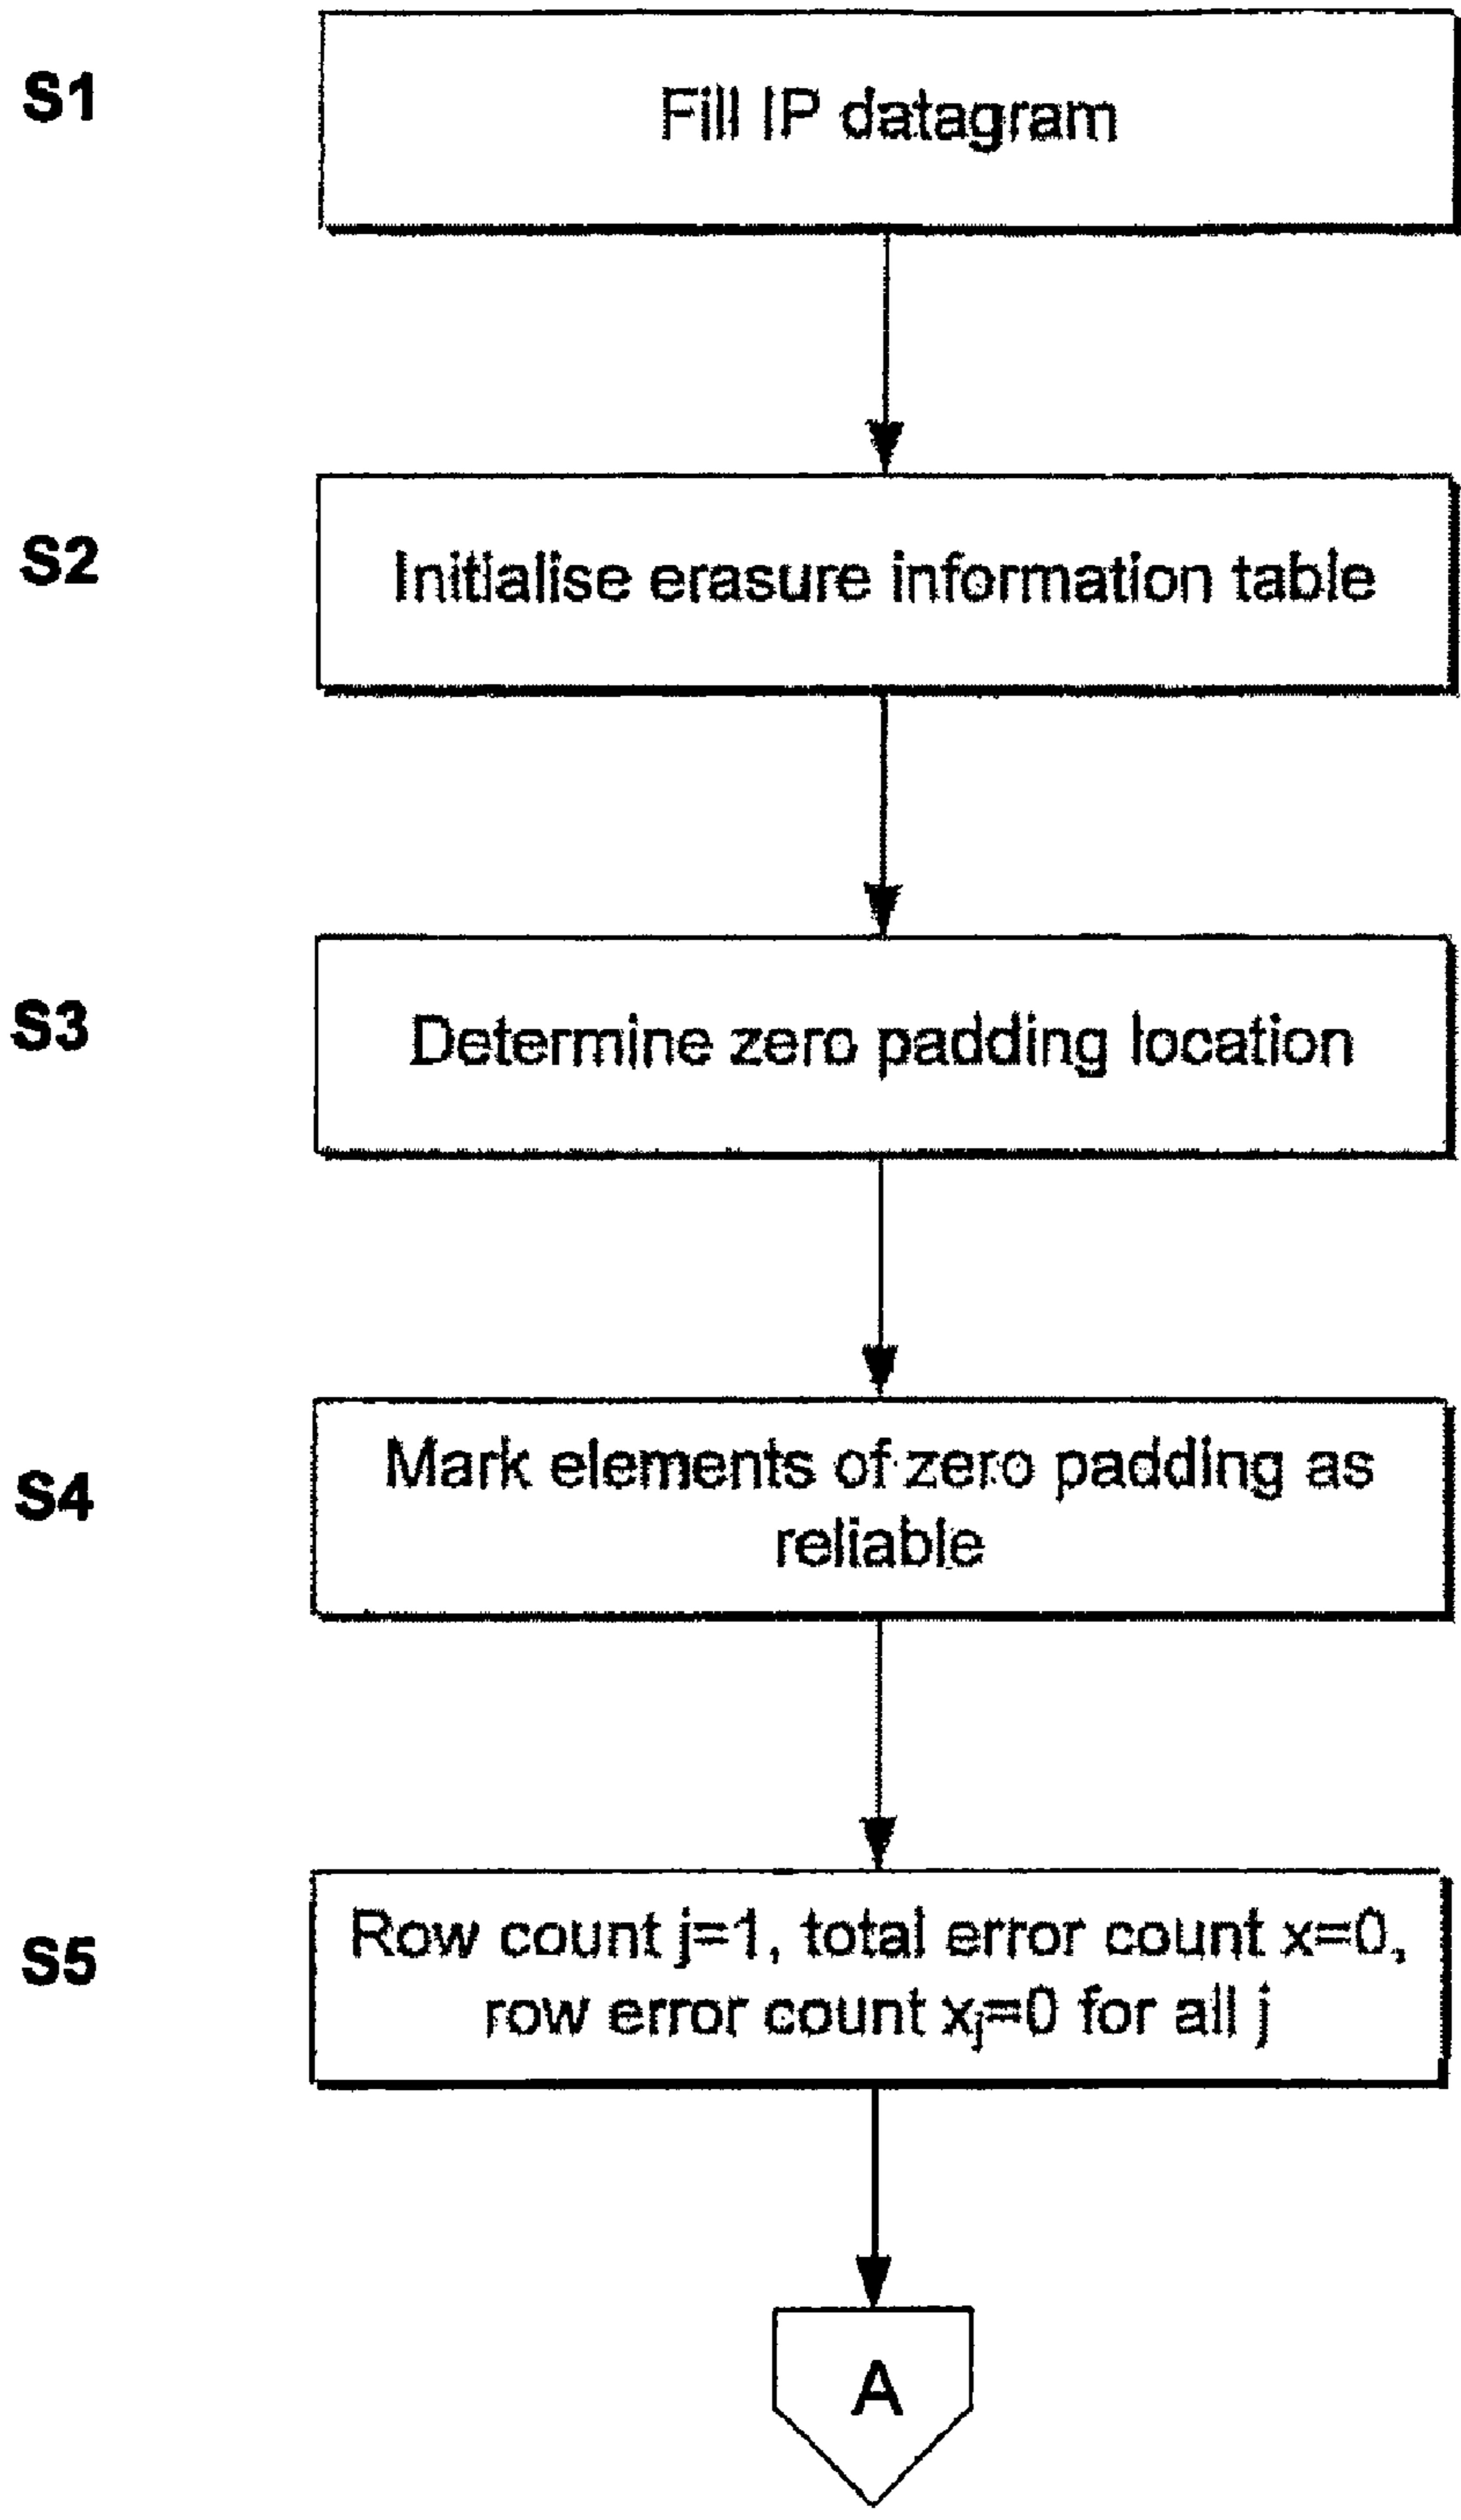 S1
Fill IP datagram
S2
Initialise erasure information table
S3
Determine zero padding location
S4
Mark elements of zero padding as
reliable
S5
Row count j=1, total error count x=0,
row error count xj=0 for all j
A